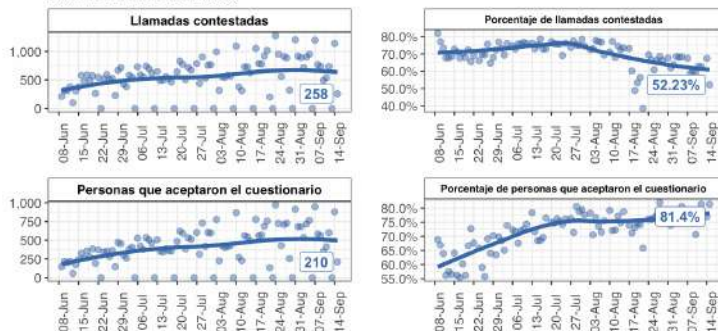 Llamadas contestadas
1,000
500
0
258
08-Jun
15-Jun
22-Jun
29-Jun
06-Jul
13-Jul
20-Jul
27-Jul
03-Aug
10-Aug
17-Aug
24-Aug
31-Aug
07-Sep
14-Sep
Porcentaje de llamadas contestadas
80.0%
70.0%
60.0%
50.0%
40.0%
52.23%
08-Jun
15-Jun
22-Jun
29-Jun
06-Jul
13-Jul
20-Jul
27-Jul
03-Aug
10-Aug
17-Aug
24-Aug
31-Aug
07-Sep
14-Sep
Personas que aceptaron el cuestionario
1,000
750
500
250
0
210
08-Jun
15-Jun
22-Jun
29-Jun
06-Jul
13-Jul
20-Jul
27-Jul
03-Aug
10-Aug
17-Aug
24-Aug
31-Aug
07-Sep
14-Sep
Porcentaje de personas que aceptaron el cuestionario
80.0%
75.0%
70.0%
65.0%
60.0%
55.0%
81.4%
08-Jun
15-Jun
22-Jun
29-Jun
06-Jul
13-Jul
20-Jul
27-Jul
03-Aug
10-Aug
17-Aug
24-Aug
31-Aug
07-Sep
14-Sep